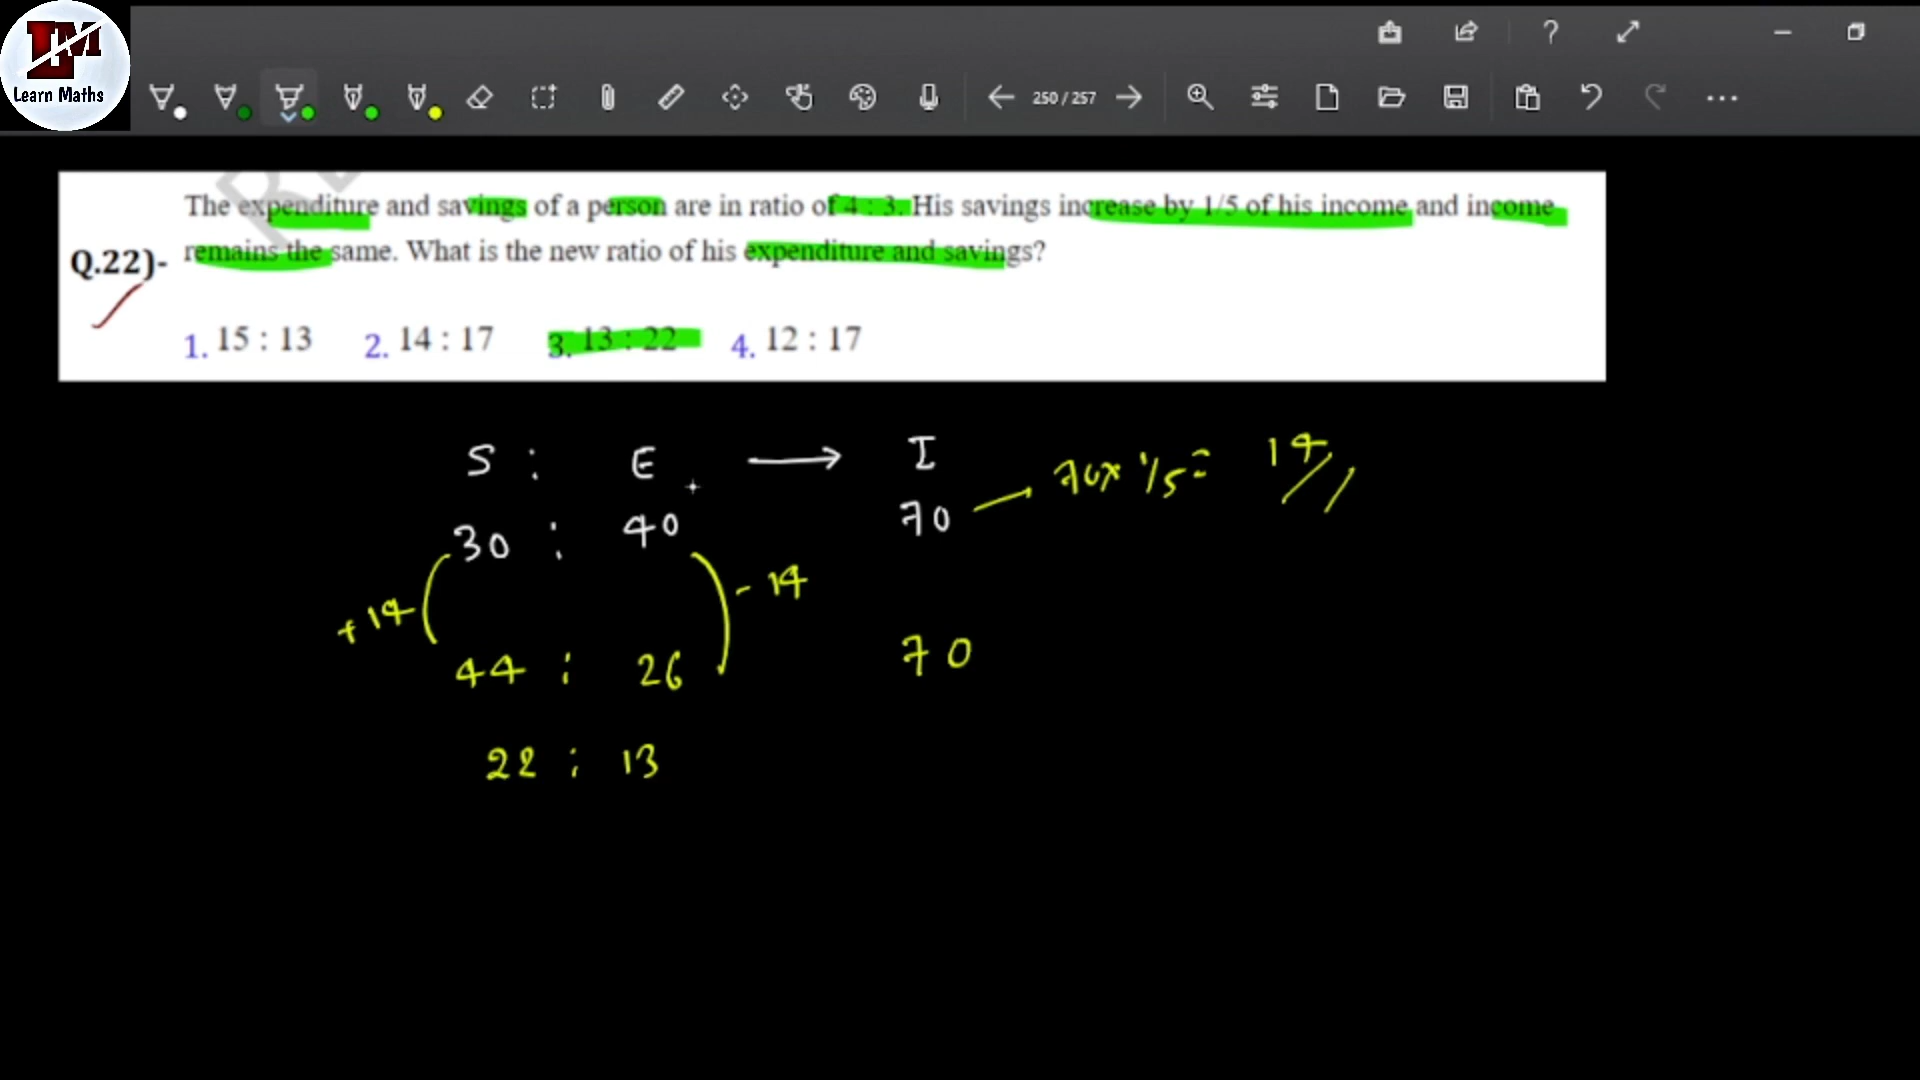 LM
Learn Maths
250 / 257
The expenditure and savings of a person are in ratio of 4 : 3. His savings increase by 1/5 of his income and income
Q.22)- remains the same. What is the new ratio of his expenditure and savings?
1. 15 : 13 2. 14 : 17 3. 13 : 22 4. 12 : 17
S : E → I
30 : 40 70 → 70x 1/5 = 14
+14 -14
44 : 26 70
22 : 13